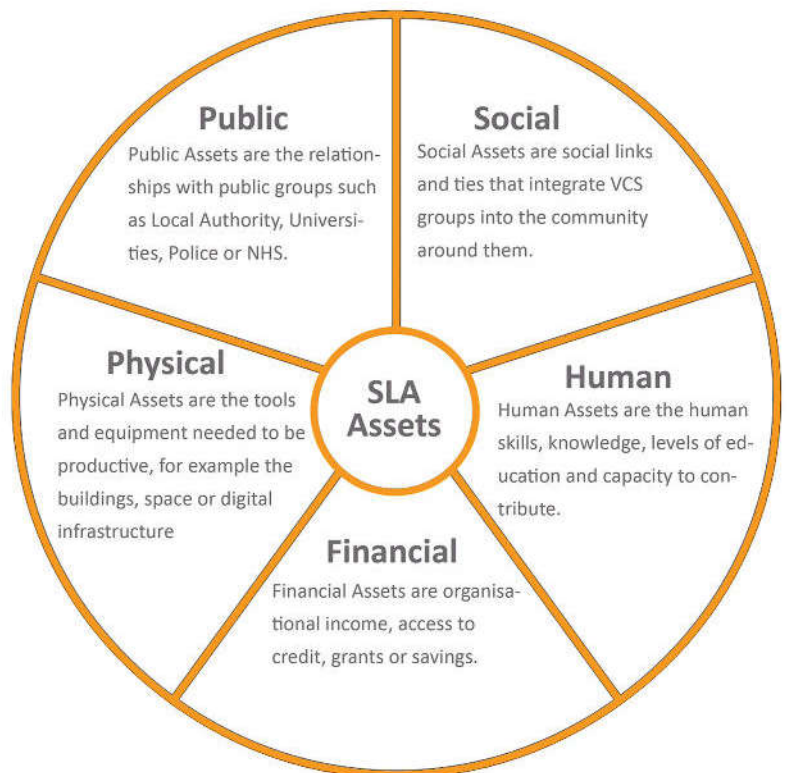 Public
Public Assets are the relation-
ships with public groups such
as Local Authority, Universi-
ties, Police or NHS.
Social
Social Assets are social links
and ties that integrate VCS
groups into the community
around them.
Physical
Physical Assets are the tools
and equipment needed to be
productive, for example the
buildings, space or digital
infrastructure
SLA
Assets
Human
Human Assets are the human
skills, knowledge, levels of ed-
ucation and capacity to con-
tribute.
Financial
Financial Assets are organisa-
tional income, access to
credit, grants or savings.